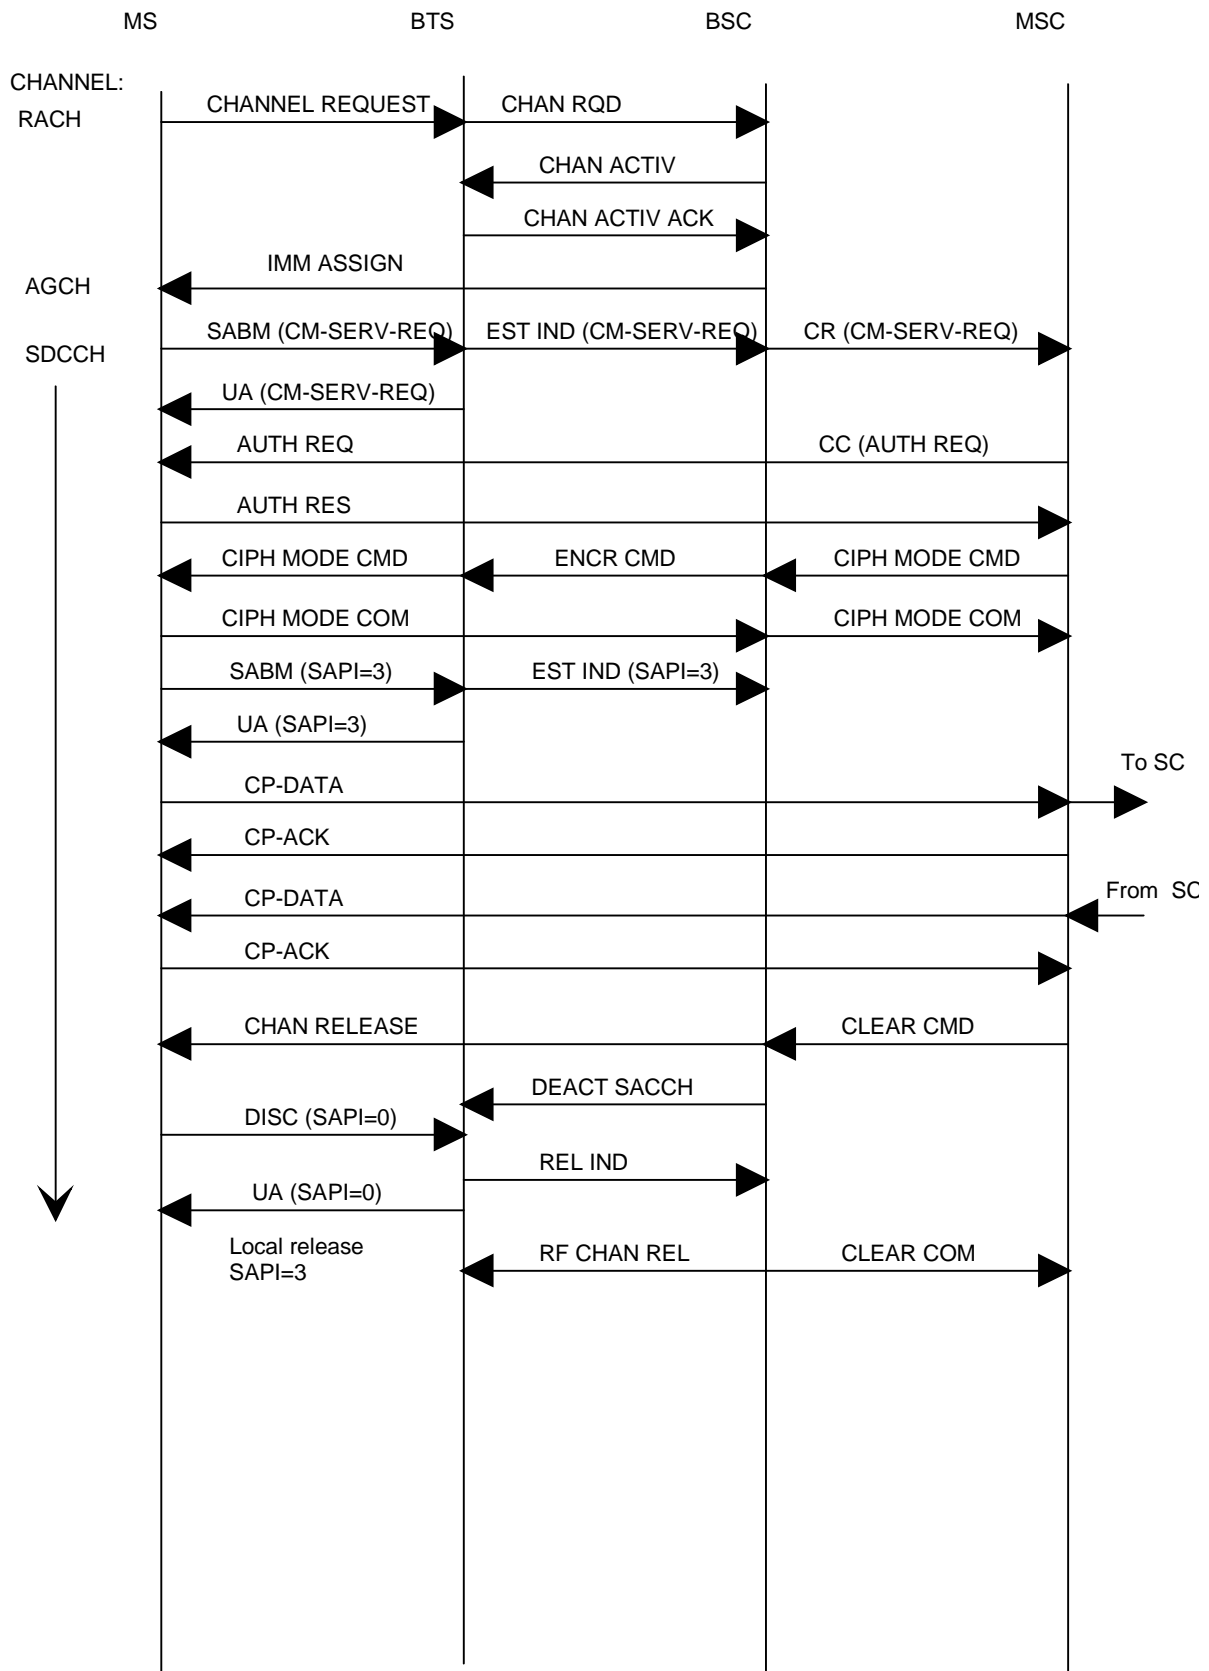 MS BTS BSC MSC
CHANNEL:
RACH CHANNEL REQUEST CHAN RQD
CHAN ACTIV
CHAN ACTIV ACK
IMM ASSIGN
AGCH
SABM (CM-SERV-REQ) EST IND (CM-SERV-REQ) CR (CM-SERV-REQ)
SDCCH
UA (CM-SERV-REQ)
AUTH REQ CC (AUTH REQ)
AUTH RES
CIPH MODE CMD ENCR CMD CIPH MODE CMD
CIPH MODE COM CIPH MODE COM
SABM (SAPI=3) EST IND (SAPI=3)
UA (SAPI=3)
To SC
CP-DATA
CP-ACK
CP-DATA From SC
CP-ACK
CHAN RELEASE CLEAR CMD
DEACT SACCH
DISC (SAPI=0)
REL IND
UA (SAPI=0)
Local release RF CHAN REL CLEAR COM
SAPI=3